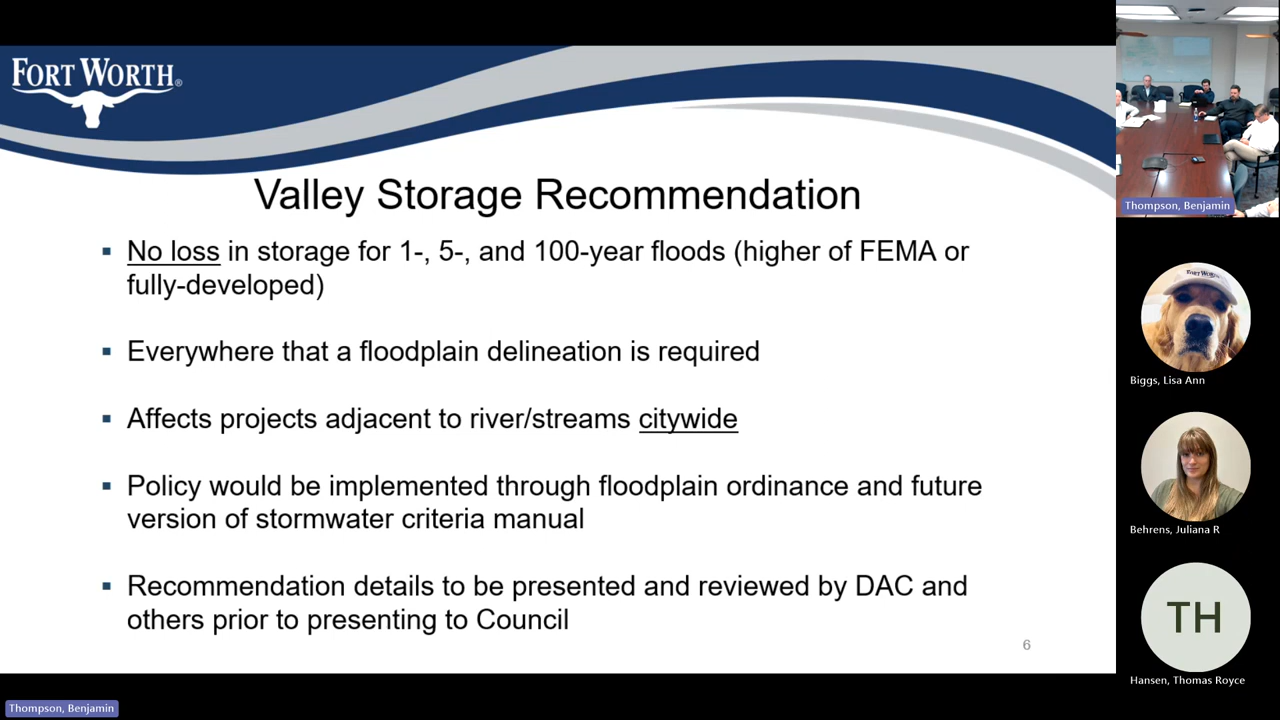 FORT WORTH®
Valley Storage Recommendation
▪ No loss in storage for 1-, 5-, and 100-year floods (higher of FEMA or
fully-developed)
▪ Everywhere that a floodplain delineation is required
▪ Affects projects adjacent to river/streams citywide
▪ Policy would be implemented through floodplain ordinance and future
version of stormwater criteria manual
▪ Recommendation details to be presented and reviewed by DAC and
others prior to presenting to Council
6
Thompson, Benjamin
Thompson, Benjamin
FORT WORTH
Biggs, Lisa Ann
Behrens, Juliana R
TH
Hansen, Thomas Royce